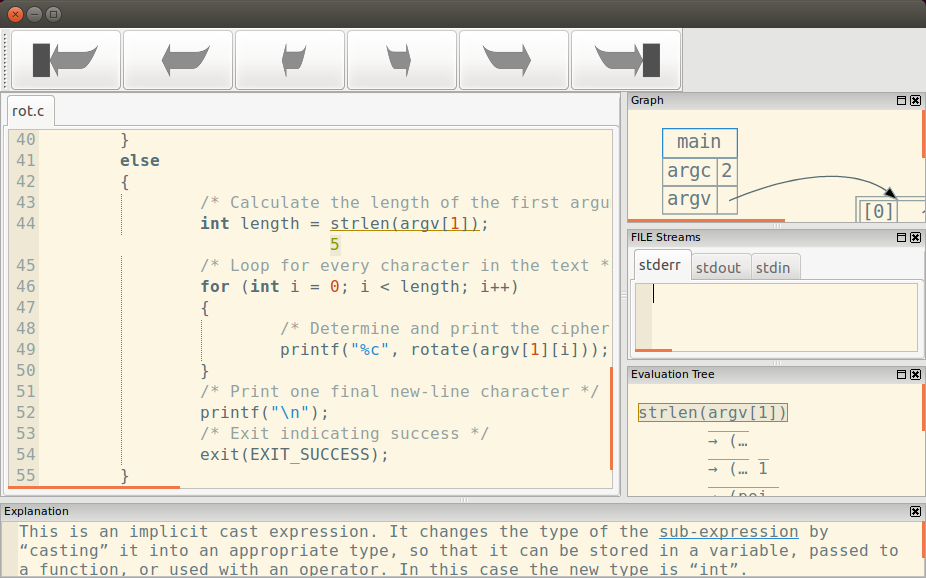 rot.c
40 }
41 else
42 {
43 /* Calculate the length of the first argu
44 int length = strlen(argv[1]);
5
45 /* Loop for every character in the text *
46 for (int i = 0; i < length; i++)
47 {
48 /* Determine and print the cipher
49 printf("%c", rotate(argv[1][i]));
50 }
51 /* Print one final new-line character */
52 printf("\n");
53 /* Exit indicating success */
54 exit(EXIT_SUCCESS);
55 }
Graph
main
argc 2
argv
[0]
FILE Streams
stderr stdout stdin
Evaluation Tree
strlen(argv[1])
→ (…
→ (… 1
Explanation
This is an implicit cast expression. It changes the type of the sub-expression by
“casting” it into an appropriate type, so that it can be stored in a variable, passed to
a function, or used with an operator. In this case the new type is “int”.